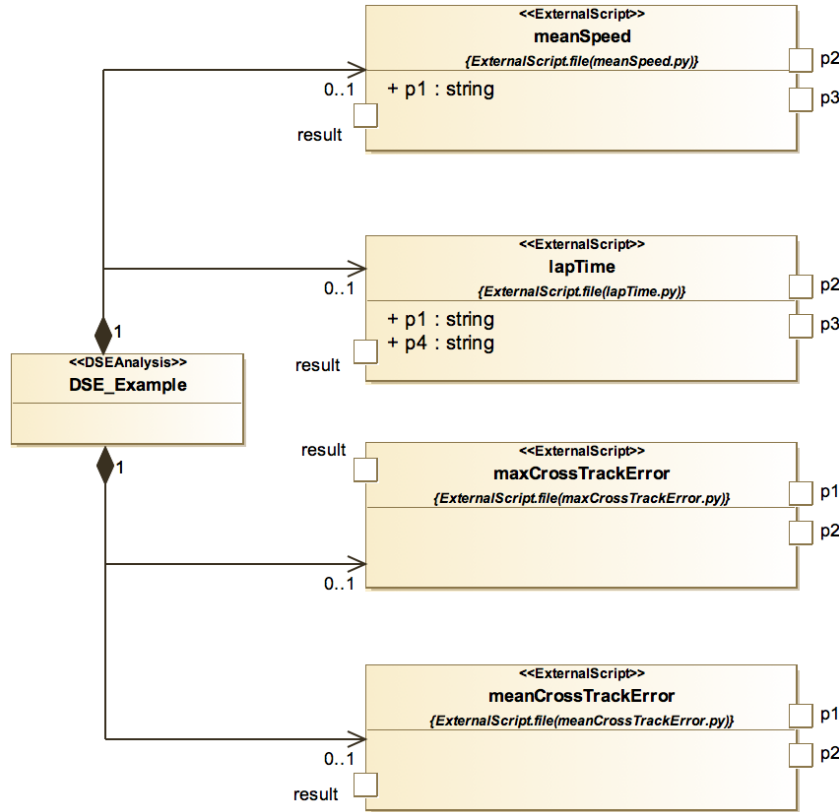 <<ExternalScript>>
meanSpeed
{ExternalScript.file(meanSpeed.py)}
p2
0..1
+ p1 : string
p3
result
<<ExternalScript>>
lapTime
{ExternalScript.file(lapTime.py)}
p2
0..1
+ p1 : string
p3
+ p4 : string
result
1
<<DSEAnalysis>>
DSE_Example
1
result
<<ExternalScript>>
maxCrossTrackError
{ExternalScript.file(maxCrossTrackError.py)}
p1
p2
0..1
<<ExternalScript>>
meanCrossTrackError
{ExternalScript.file(meanCrossTrackError.py)}
p1
p2
0..1
result